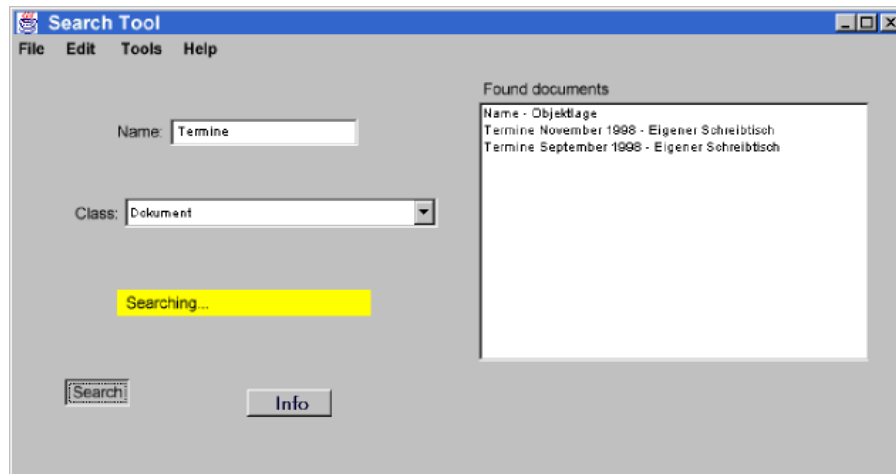 Search Tool
File Edit Tools Help
Found documents
Name - Objektlage
Termine November 1998 - Eigener Schreibtisch
Termine September 1998 - Eigener Schreibtisch
Name: Termine
Class: Dokument
Searching...
Search
Info